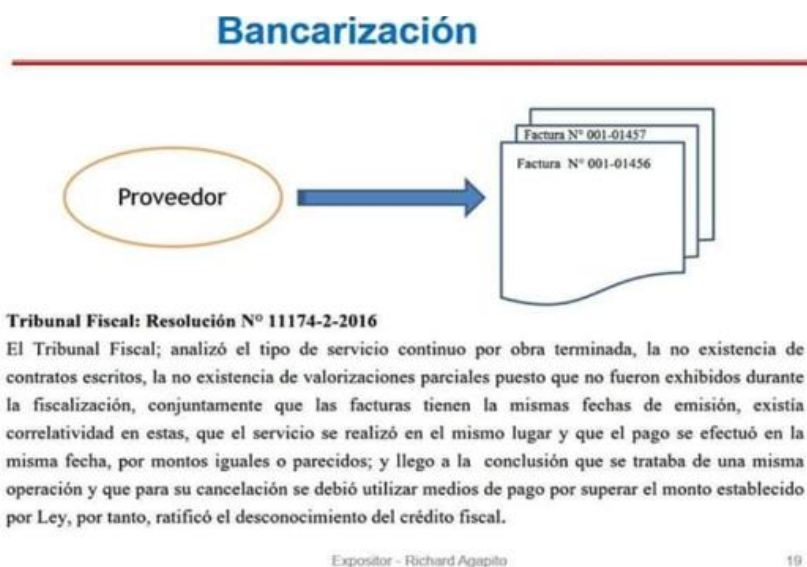 Bancarización
Proveedor
Factura Nº 001-01457
Factura Nº 001-01456
Tribunal Fiscal: Resolución Nº 11174-2-2016
El Tribunal Fiscal; analizó el tipo de servicio continuo por obra terminada, la no existencia de
contratos escritos, la no existencia de valorizaciones parciales puesto que no fueron exhibidos durante
la fiscalización, conjuntamente que las facturas tienen la mismas fechas de emisión, existía
correlatividad en estas, que el servicio se realizó en el mismo lugar y que el pago se efectuó en la
misma fecha, por montos iguales o parecidos; y llego a la conclusión que se trataba de una misma
operación y que para su cancelación se debió utilizar medios de pago por superar el monto establecido
por Ley, por tanto, ratificó el desconocimiento del crédito fiscal.
Expositor - Richard Agapito
19